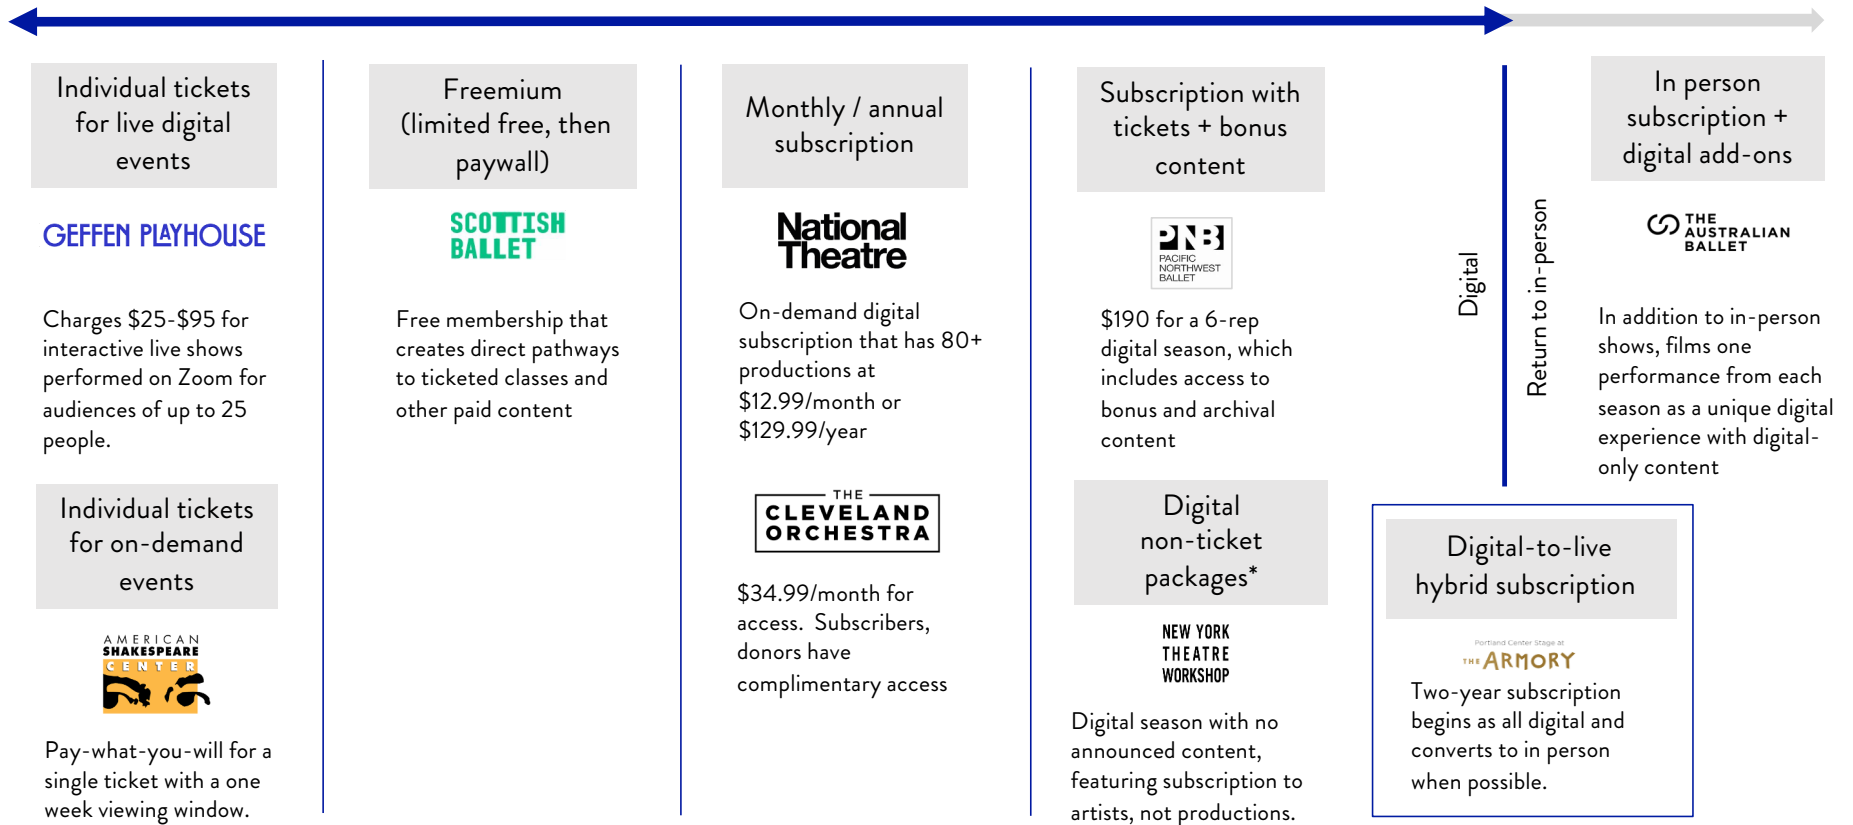 Individual tickets
for live digital
events
GEFFEN PLAYHOUSE
Charges $25-$95 for
interactive live shows
performed on Zoom for
audiences of up to 25
people.
Individual tickets
for on-demand
events
AMERICAN
SHAKESPEARE
CENTER
Pay-what-you-will for a
single ticket with a one
week viewing window.
Freemium
(limited free, then
paywall)
SCOTTISH
BALLET
Free membership that
creates direct pathways
to ticketed classes and
other paid content
Monthly / annual
subscription
National
Theatre
On-demand digital
subscription that has 80+
productions at
$12.99/month or
$129.99/year
THE
CLEVELAND
ORCHESTRA
$34.99/month for
access.  Subscribers,
donors have
complimentary access
Subscription with
tickets + bonus
content
PNB
PACIFIC
NORTHWEST
BALLET
$190 for a 6-rep
digital season, which
includes access to
bonus and archival
content
Digital
non-ticket
packages*
NEW YORK
THEATRE
WORKSHOP
Digital season with no
announced content,
featuring subscription to
artists, not productions.
Digital
Return to in-person
In person
subscription +
digital add-ons
THE
AUSTRALIAN
BALLET
In addition to in-person
shows, films one
performance from each
season as a unique digital
experience with digital-
only content
Digital-to-live
hybrid subscription
Portland Center Stage at
THE ARMORY
Two-year subscription
begins as all digital and
converts to in person
when possible.